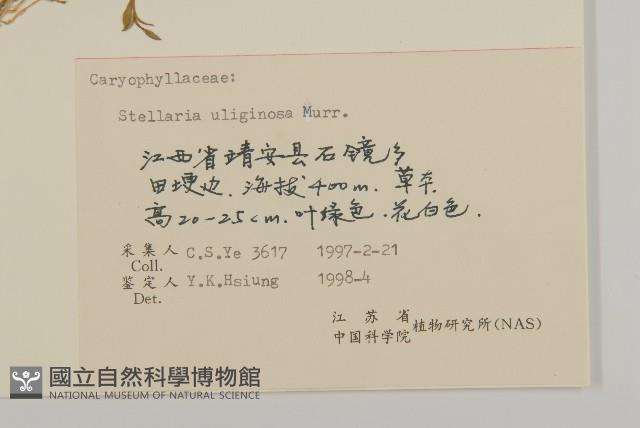 Caryophyllaceae:
Stellaria uliginosa Murr.
江西省靖安县石镜乡
田埂边.海拔400m.草本
高20-25cm.叶绿色.花白色.
采集人 C.S.Ye 3617 1997-2-21
Coll.
鉴定人 Y.K.Hsiung 1998-4
Det.
江苏省
中国科学院 植物研究所(NAS)
國立自然科學博物館
NATIONAL MUSEUM OF NATURAL SCIENCE